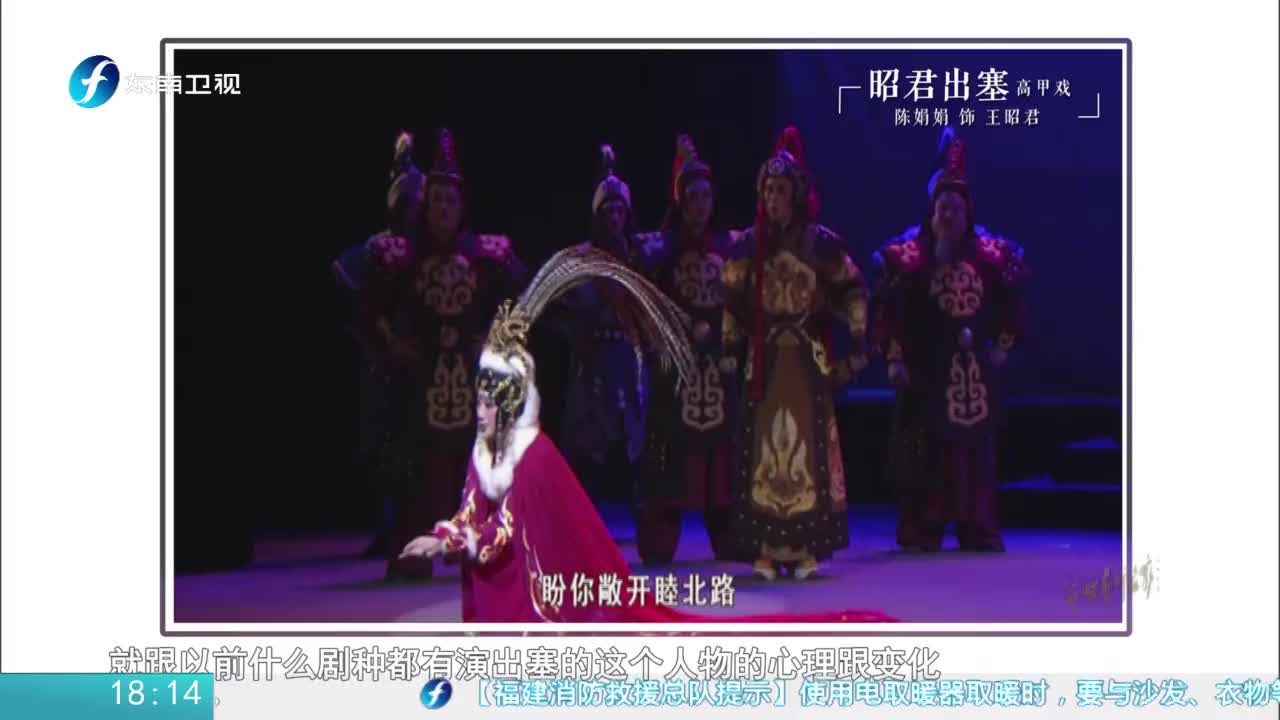 东南卫视
昭君出塞 高甲戏
陈娟娟 饰 王昭君
盼你敞开睦北路
就跟以前什么剧种都有演出塞的这个人物的心理跟变化
18:14
【福建消防救援总队提示】使用电取暖器取暖时，要与沙发、衣物等